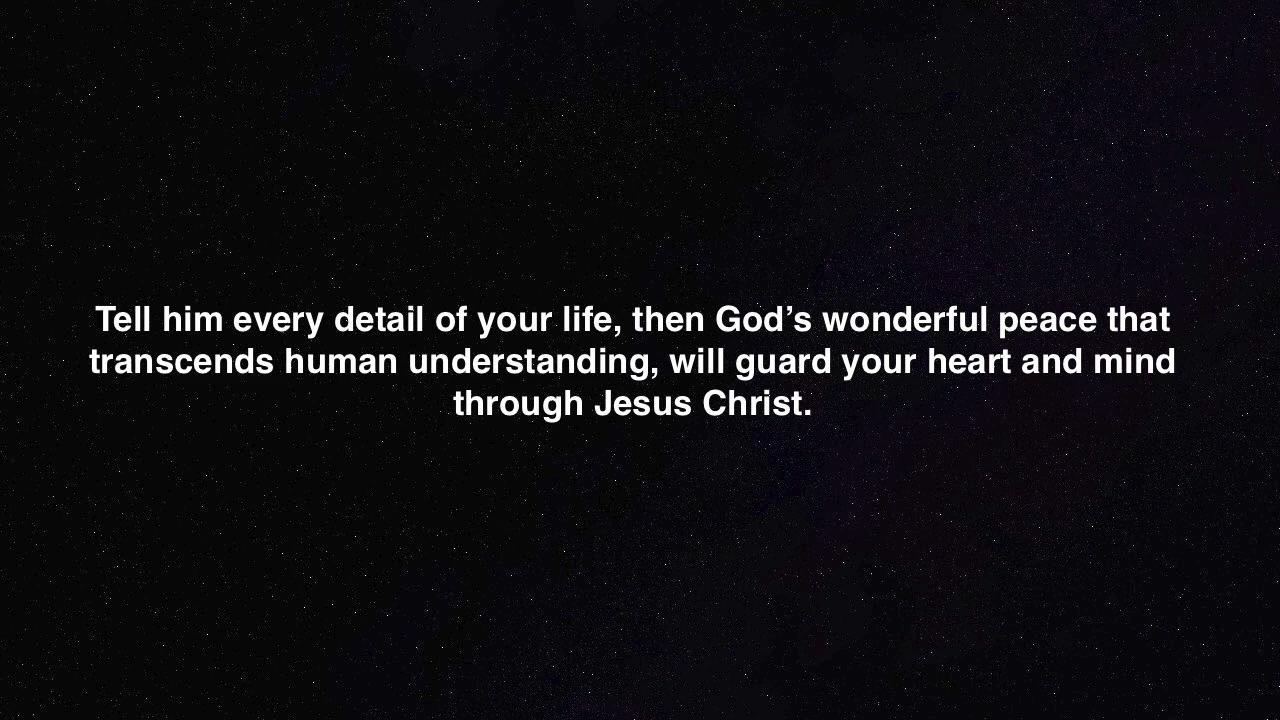 Tell him every detail of your life, then God’s wonderful peace that
transcends human understanding, will guard your heart and mind
through Jesus Christ.